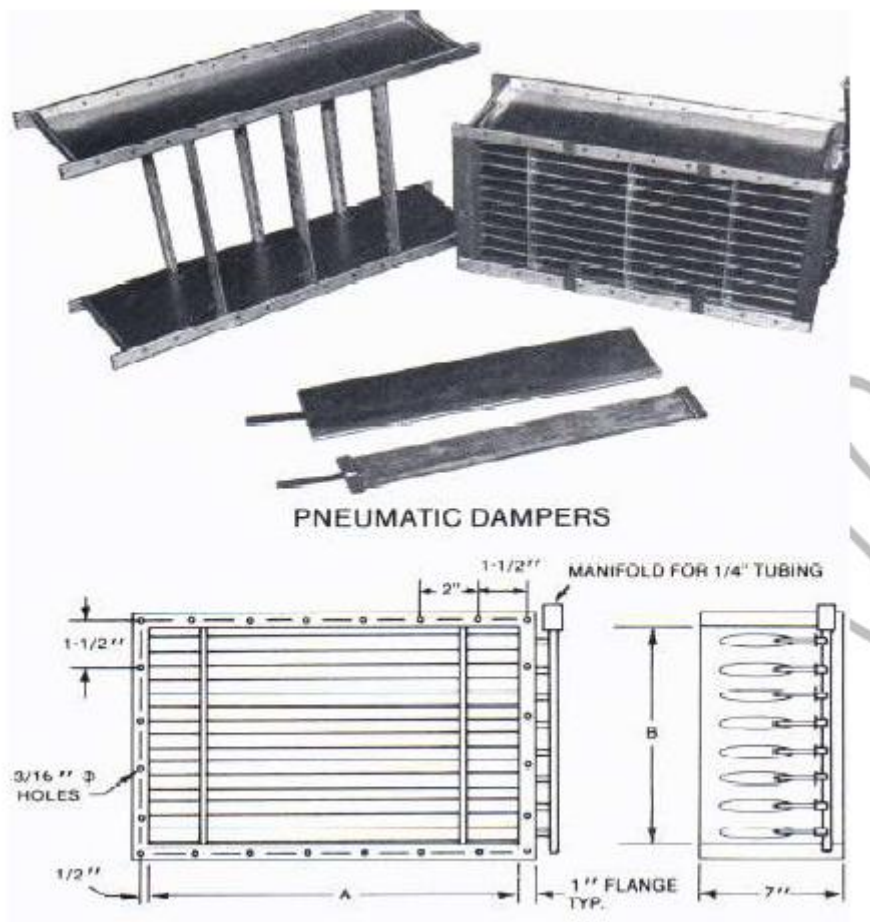 PNEUMATIC DAMPERS
1-1/2"
2"
MANIFOLD FOR 1/4" TUBING
1-1/2"
B
3/16 " Φ
HOLES
1/2"
A
1" FLANGE
TYP.
7"